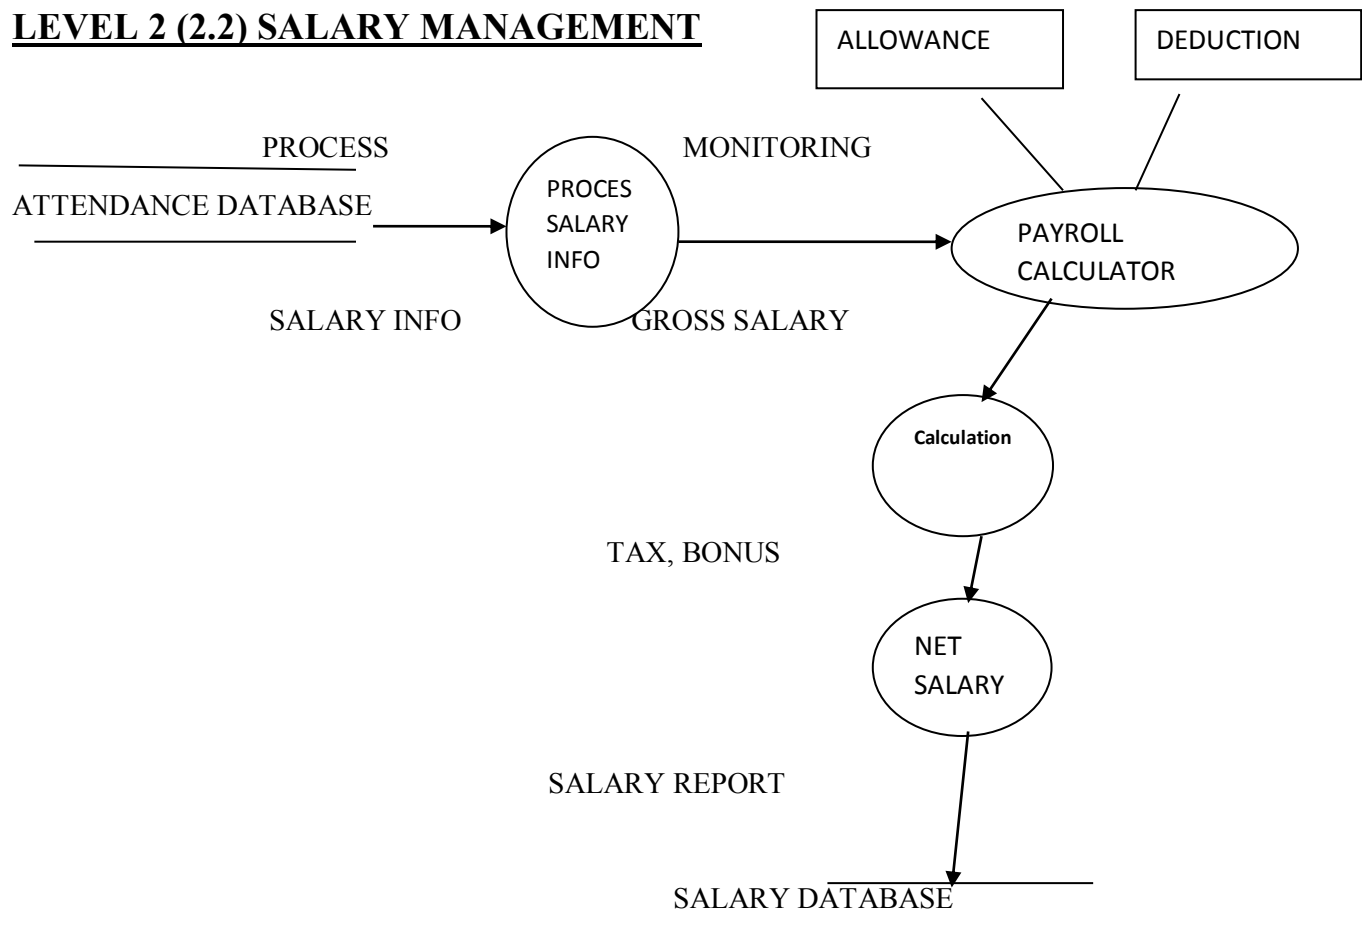 LEVEL 2 (2.2) SALARY MANAGEMENT
ALLOWANCE
DEDUCTION
PROCESS
MONITORING
ATTENDANCE DATABASE
PROCES
SALARY
INFO
PAYROLL
CALCULATOR
SALARY INFO
GROSS SALARY
Calculation
TAX, BONUS
NET
SALARY
SALARY REPORT
SALARY DATABASE